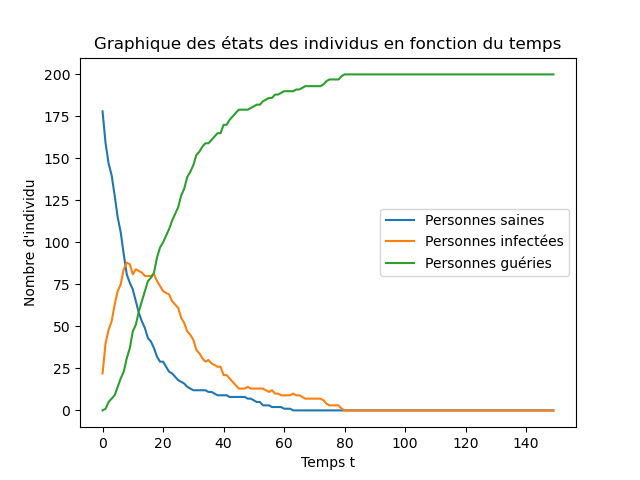 Graphique des états des individus en fonction du temps
200
175
150
125
100
75
50
25
0
Nombre d'individu
Personnes saines
Personnes infectées
Personnes guéries
0 20 40 60 80 100 120 140
Temps t